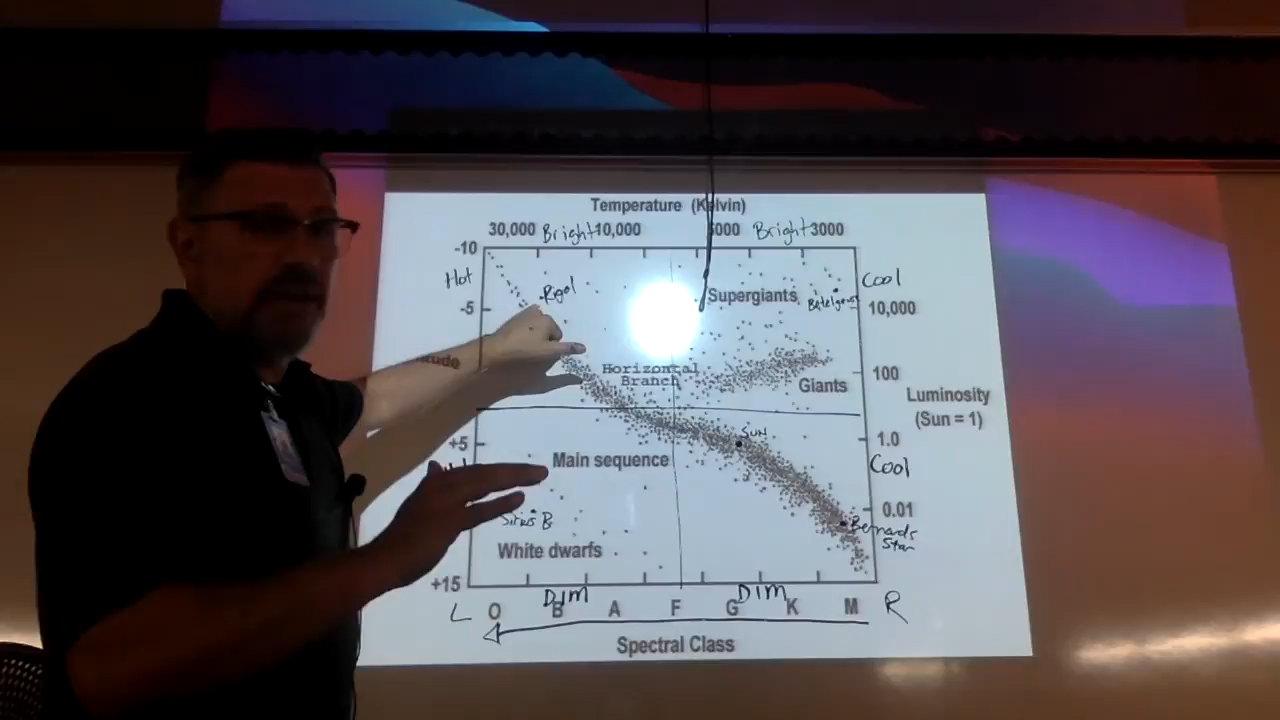 Temperature (Kelvin)
30,000 Bright 10,000 5000 Bright 3000
-10
Hot
Cool
Rigel
Supergiants
Betelgeuse
-5
10,000
Horizontal
Branch
100
Giants
Luminosity
(Sun = 1)
Sun
+5
1.0
Main sequence
Cool
0.01
Sirius B
Bernards
Star
White dwarfs
+15
DIM DIM
L O B A F G K M R
Spectral Class